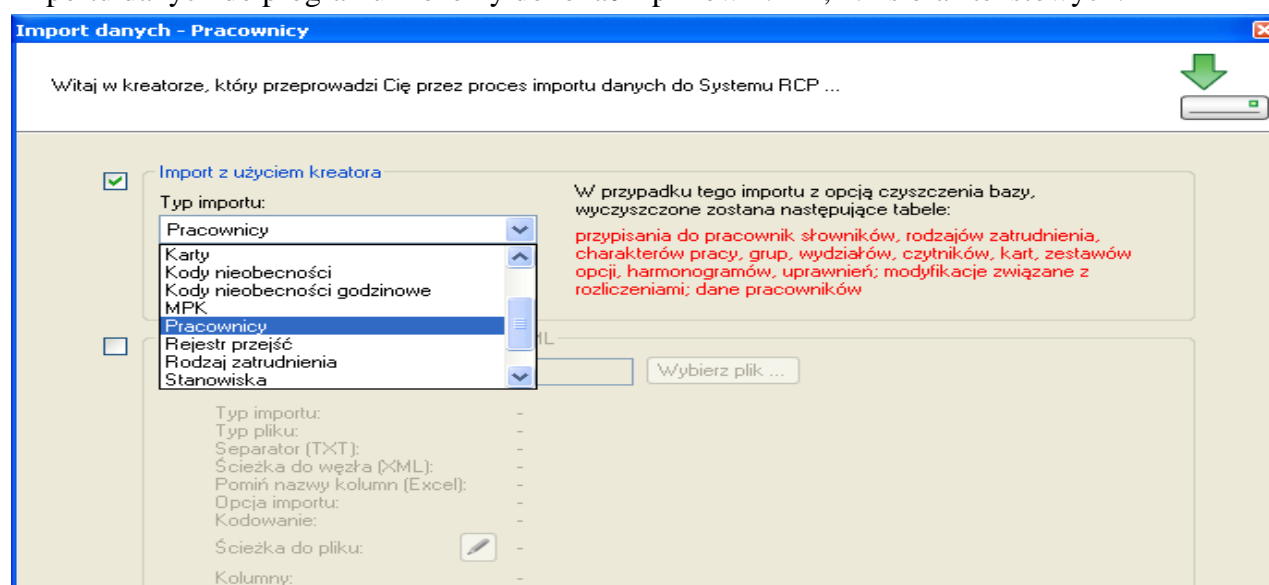 Import danych - Pracownicy
Witaj w kreatorze, który przeprowadzi Cię przez proces importu danych do Systemu RCP ...
Import z użyciem kreatora
Typ importu:
Pracownicy
Karty
Kody nieobecności
Kody nieobecności godzinowe
MPK
Pracownicy
Rejestr przejść
Rodzaj zatrudnienia
Stanowiska
W przypadku tego importu z opcją czyszczenia bazy,
wyczyszczone zostana następujące tabele:
przypisania do pracownik słowników, rodzajów zatrudnienia,
charakterów pracy, grup, wydziałów, czytników, kart, zestawów
opcji, harmonogramów, uprawnień; modyfikacje związane z
rozliczeniami; dane pracowników
Wybierz plik ...
Typ importu: -
Typ pliku: -
Separator (TXT): -
Ścieżka do węzła (XML): -
Pomiń nazwy kolumn (Excel): -
Opcja importu: -
Kodowanie: -
Ścieżka do pliku: -
Kolumny: -